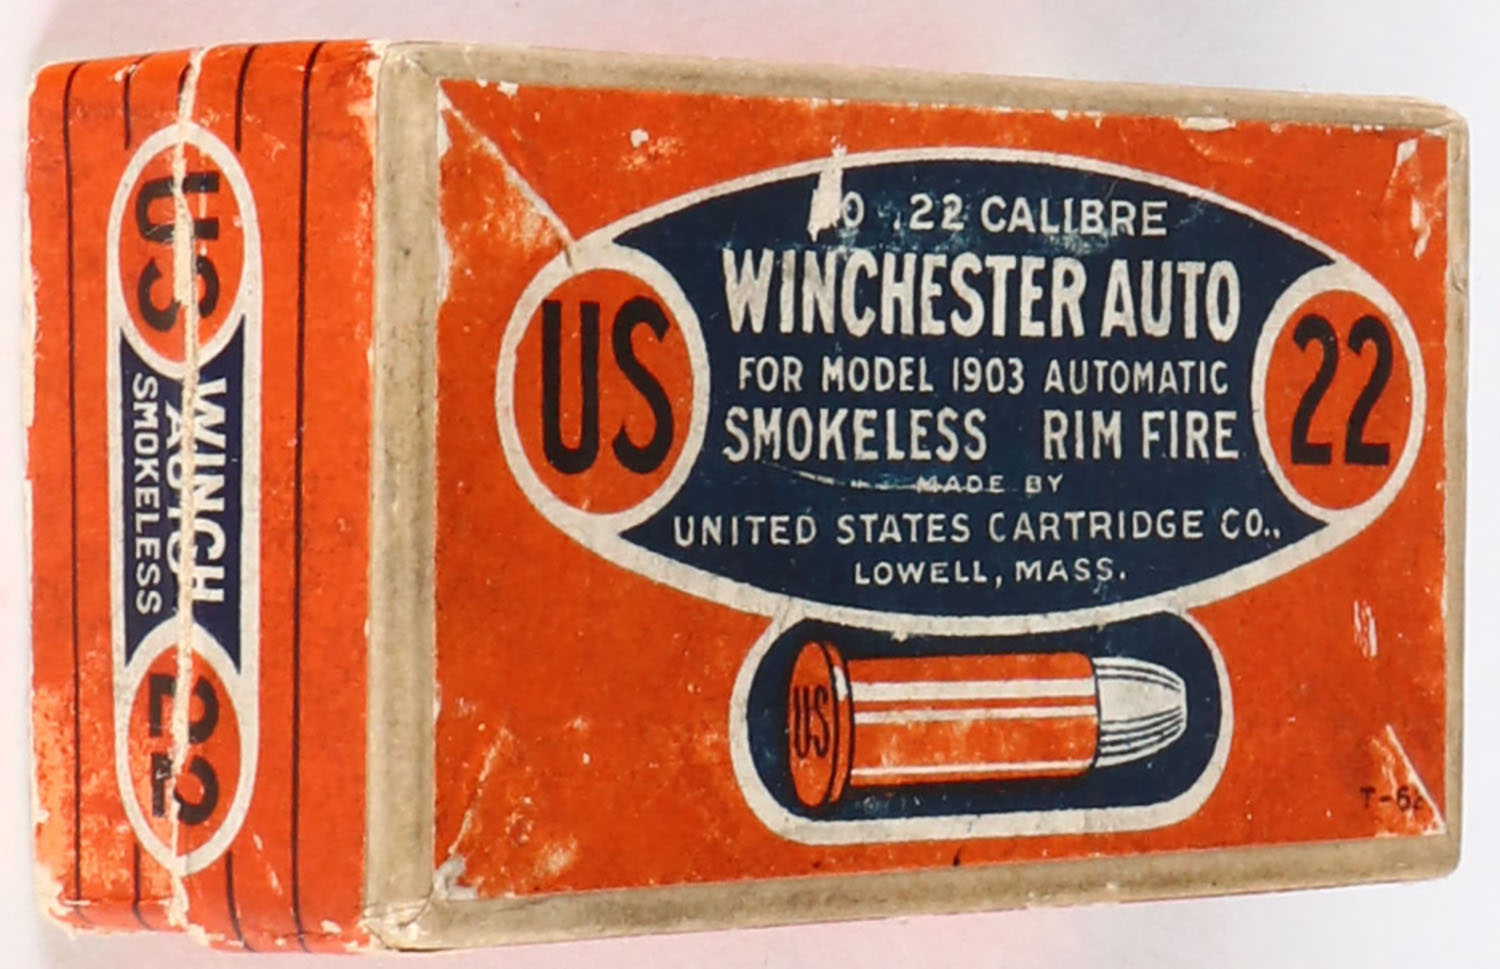 .22 CALIBRE
WINCHESTER AUTO
FOR MODEL 1903 AUTOMATIC
SMOKELESS RIM FIRE
MADE BY
UNITED STATES CARTRIDGE CO.,
LOWELL, MASS.
US
22
US
US
WINCH
AUTO
SMOKELESS
22